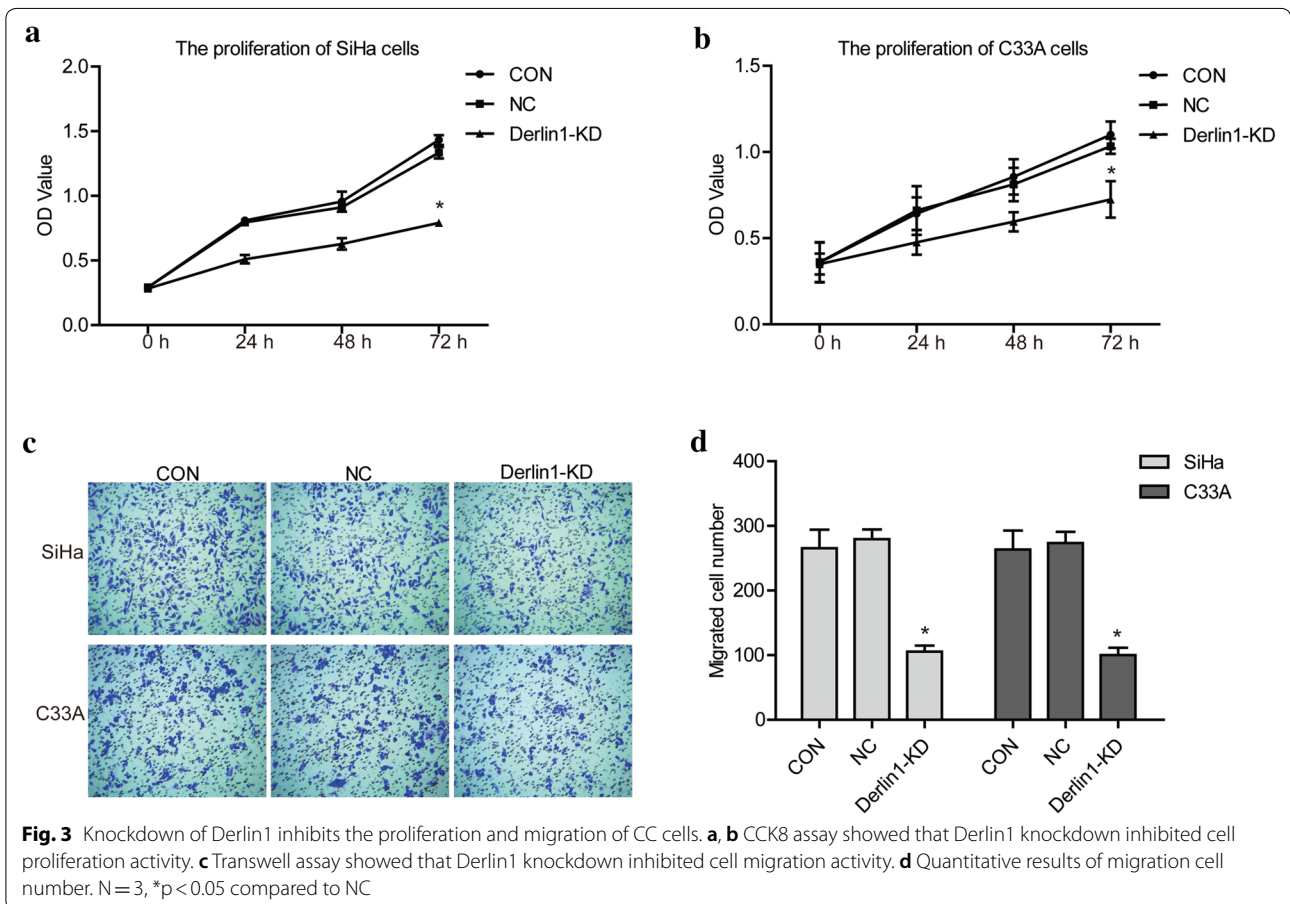 a
The proliferation of SiHa cells
2.0
1.5
1.0
0.5
0.0
OD Value
0 h
24 h
48 h
72 h
*
CON
NC
Derlin1-KD
b
The proliferation of C33A cells
1.5
1.0
0.5
0.0
OD Value
0 h
24 h
48 h
72 h
*
CON
NC
Derlin1-KD
c
CON
NC
Derlin1-KD
SiHa
C33A
d
400
300
200
100
0
Migrated cell number
*
*
CON
NC
Derlin1-KD
CON
NC
Derlin1-KD
SiHa
C33A
Fig. 3 Knockdown of Derlin1 inhibits the proliferation and migration of CC cells. a, b CCK8 assay showed that Derlin1 knockdown inhibited cell
proliferation activity. c Transwell assay showed that Derlin1 knockdown inhibited cell migration activity. d Quantitative results of migration cell
number. N = 3, *p < 0.05 compared to NC